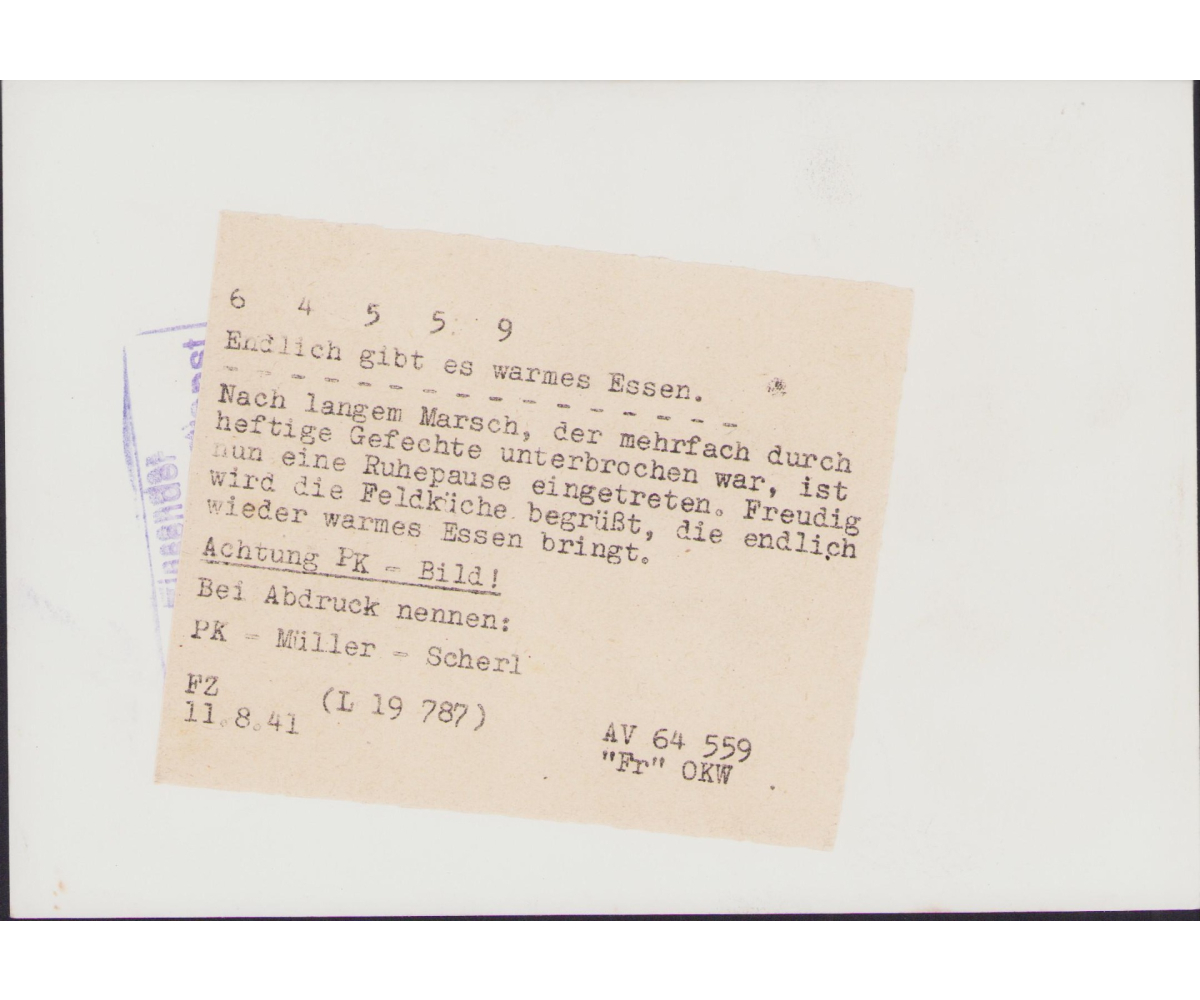 6 4 5 5 9
Endlich gibt es warmes Essen.
- - - - - - - - - - - - - - - -
Nach langem Marsch, der mehrfach durch
heftige Gefechte unterbrochen war, ist
nun eine Ruhepause eingetreten. Freudig
wird die Feldküche begrüßt, die endlich
wieder warmes Essen bringt.
Achtung PK - Bild!
Bei Abdruck nennen:
PK - Müller - Scherl
FZ (L 19 787)
11.8.41
AV 64 559
"Fr" OKW